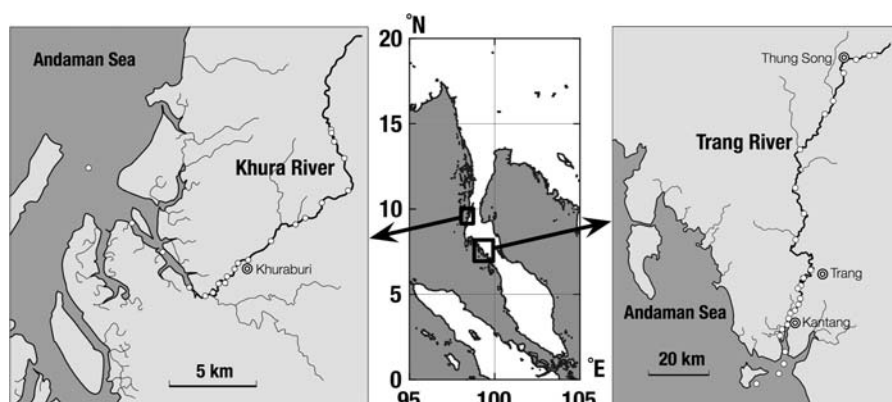 Andaman Sea
Khura River
Khuraburi
5 km
°N
20
15
10
5
0
95
100
105
°E
Thung Song
Trang River
Trang
Andaman Sea
Kantang
20 km